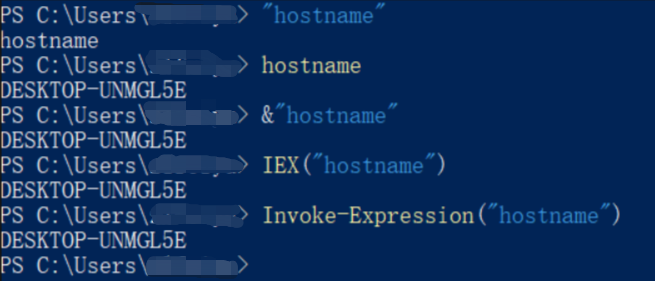 PS C:\Users\ > "hostname"
hostname
PS C:\Users\ > hostname
DESKTOP-UNMGL5E
PS C:\Users\ > &"hostname"
DESKTOP-UNMGL5E
PS C:\Users\ > IEX("hostname")
DESKTOP-UNMGL5E
PS C:\Users\ > Invoke-Expression("hostname")
DESKTOP-UNMGL5E
PS C:\Users\ >